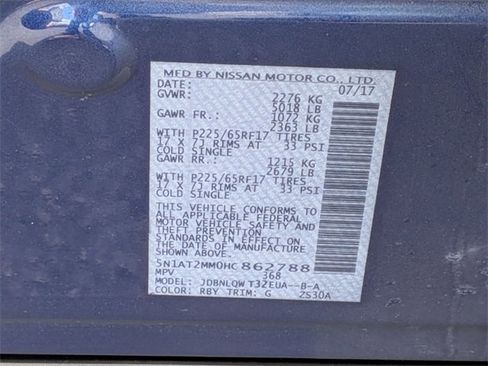 MFD BY NISSAN MOTOR CO., LTD.
DATE: 07/17
GVWR: 2276 KG
5018 LB
GAWR FR.: 1072 KG
2363 LB
WITH P225/65RF17 TIRES
17 X 7J RIMS AT 33 PSI
COLD SINGLE
GAWR RR.: 1215 KG
2679 LB
WITH P225/65RF17 TIRES
17 X 7J RIMS AT 33 PSI
COLD SINGLE
THIS VEHICLE CONFORMS TO
ALL APPLICABLE FEDERAL
MOTOR VEHICLE SAFETY AND
THEFT PREVENTION
STANDARDS IN EFFECT ON
THE DATE OF MANUFACTURE
SHOWN ABOVE.
5N1AT2MM0HC862788
MPV 368
MODEL: JDBNLQWT32EUA--B-A
COLOR: RBY TRIM: G ZS30A